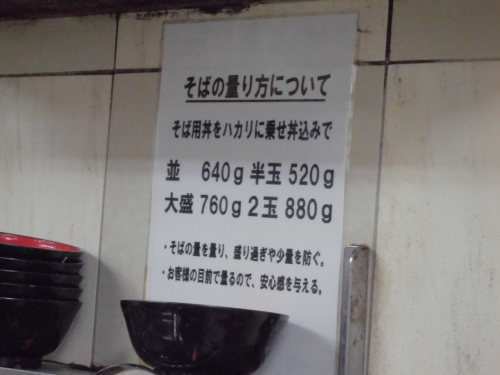 そばの量り方について
そば用丼をハカリに乗せ丼込みで
並 640g 半玉 520g
大盛 760g 2玉 880g
・そばの量を量り、盛り過ぎや少量を防ぐ。
・お客様の目前で量るので、安心感を与える。